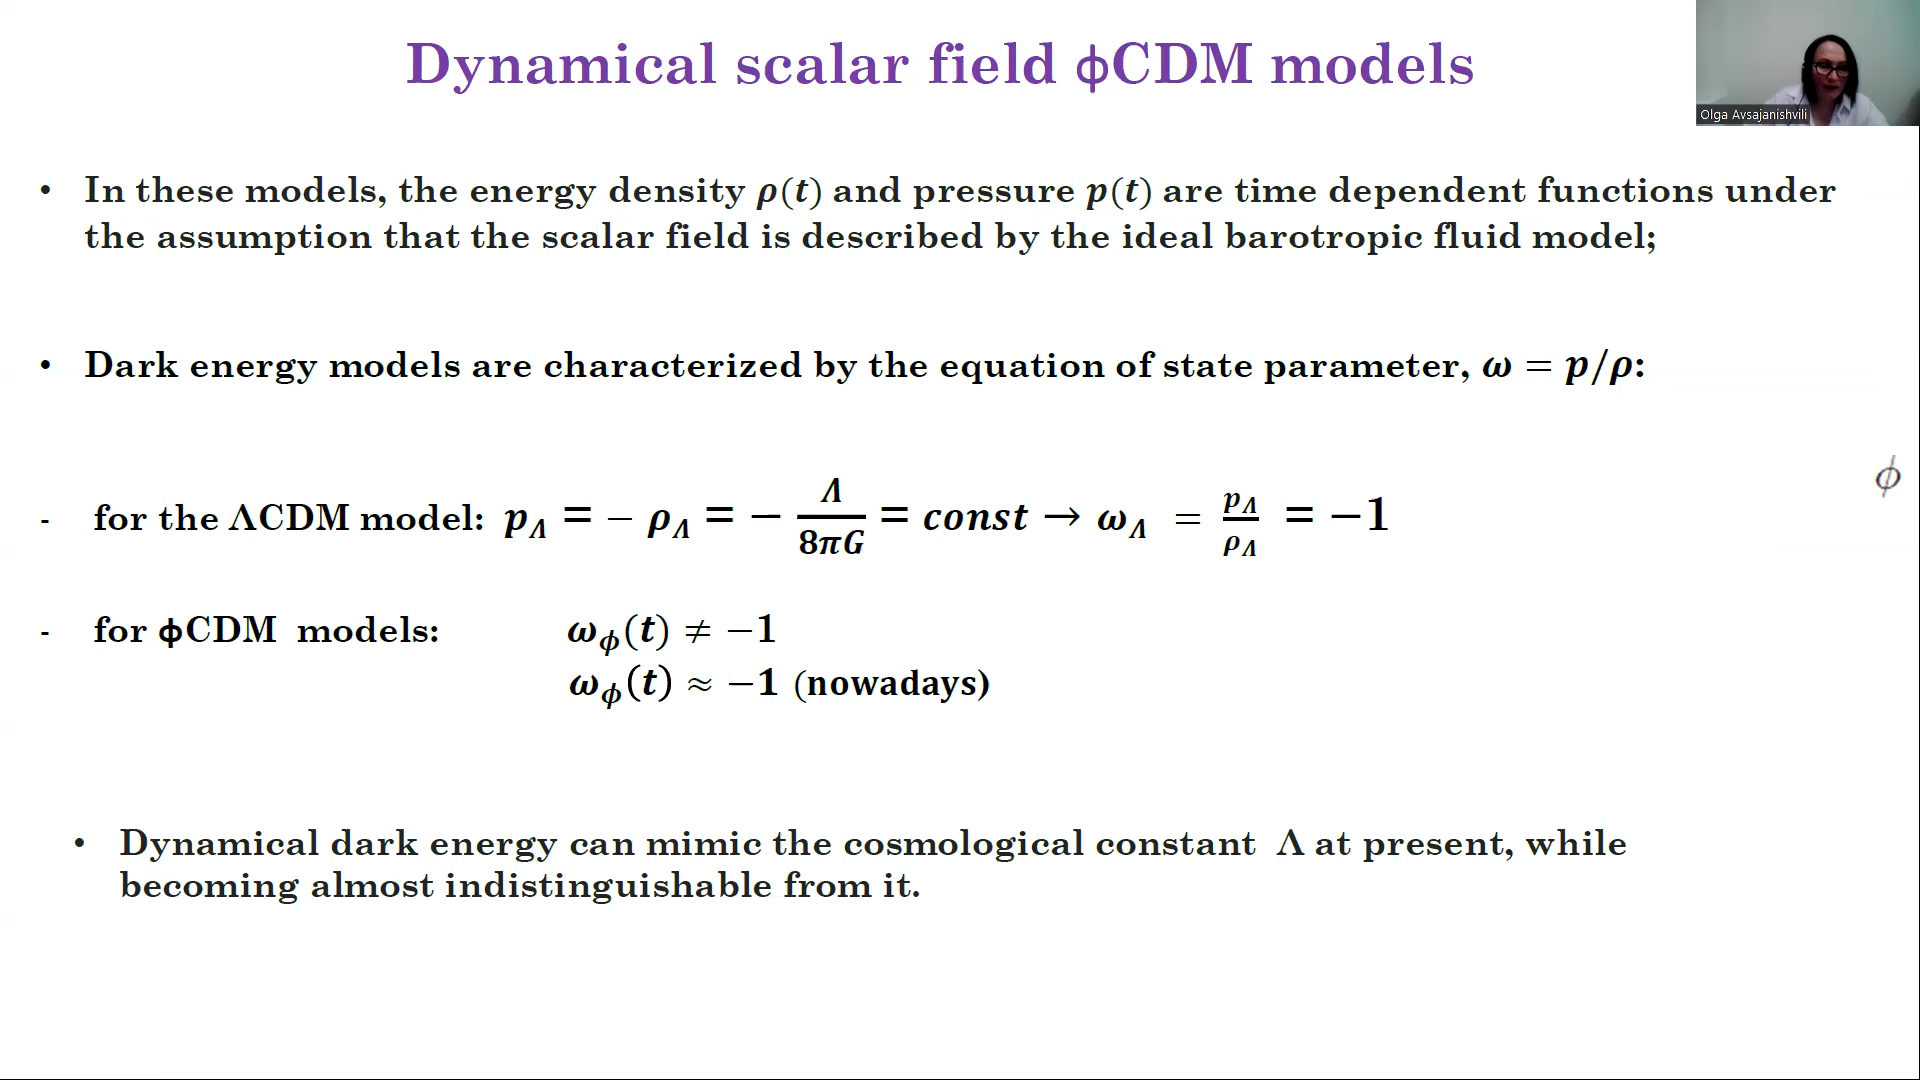 Dynamical scalar field ϕCDM models
Olga Avsajanishvili
• In these models, the energy density ρ(t) and pressure p(t) are time dependent functions under
the assumption that the scalar field is described by the ideal barotropic fluid model;
• Dark energy models are characterized by the equation of state parameter, ω = p/ρ:
ϕ
- for the ΛCDM model: p_Λ = − ρ_Λ = − Λ/8πG = const → ω_Λ = p_Λ/ρ_Λ = −1
- for ϕCDM models: ω_ϕ(t) ≠ −1
ω_ϕ(t) ≈ −1 (nowadays)
• Dynamical dark energy can mimic the cosmological constant Λ at present, while
becoming almost indistinguishable from it.